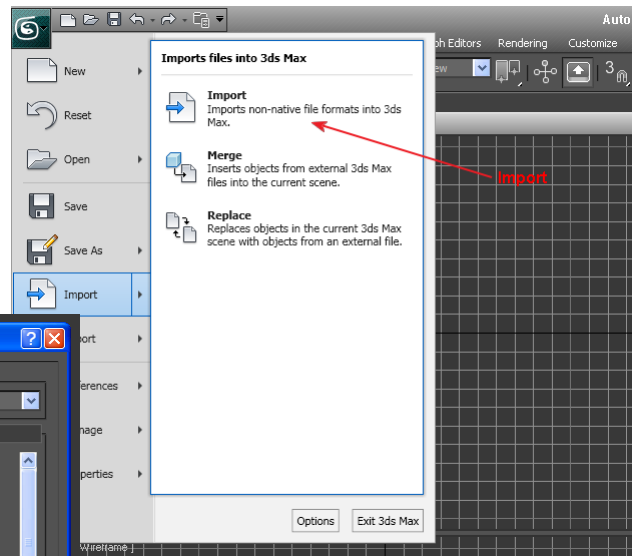 Auto
ph Editors Rendering Customize
ew
3
New
Reset
Open
Save
Save As
Import
port
erences
nage
perties
Imports files into 3ds Max
Import
Imports non-native file formats into 3ds
Max.
Merge
Inserts objects from external 3ds Max
files into the current scene.
Replace
Replaces objects in the current 3ds Max
scene with objects from an external file.
Import
Options Exit 3ds Max
Wireframe ]